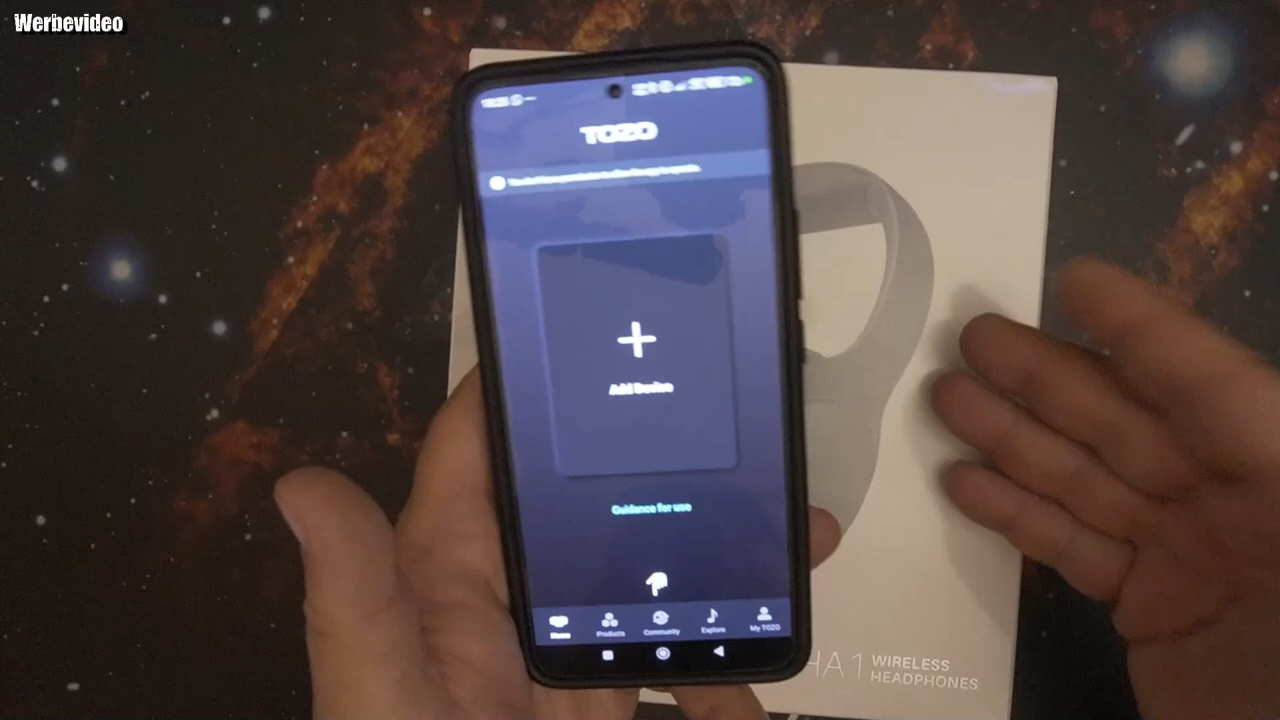 Werbevideo
TOZO
Add Device
Guidance for use
Home Products Community Explore My TOZO
HA1 WIRELESS
HEADPHONES